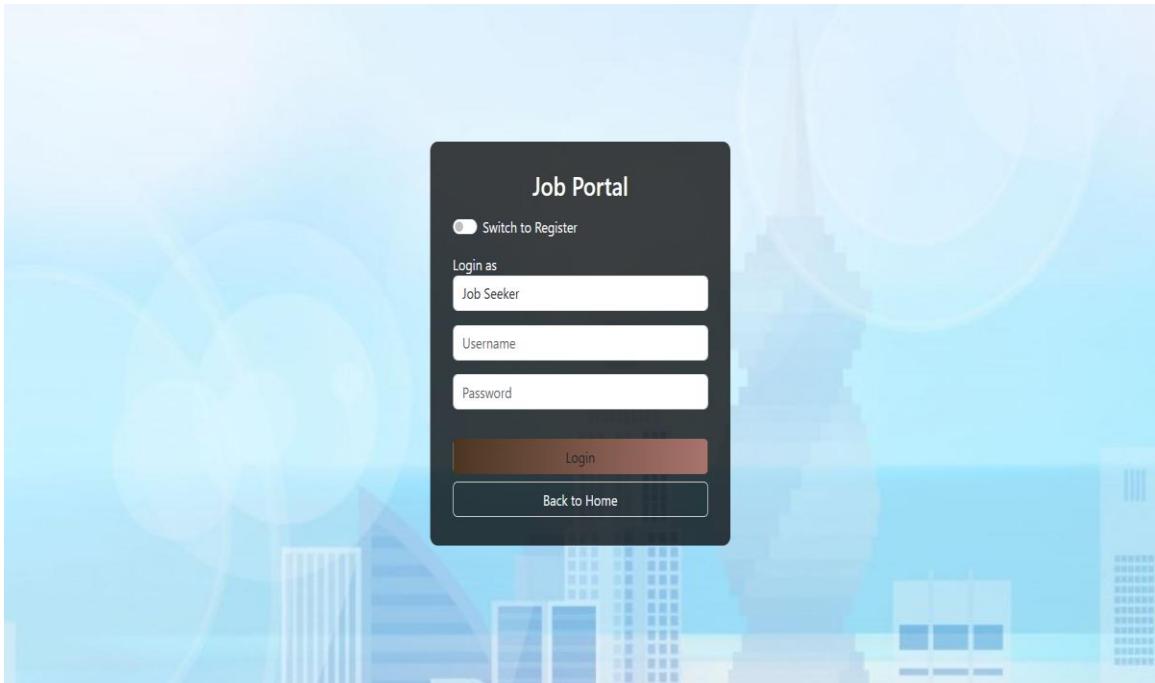 Job Portal
Switch to Register
Login as
Job Seeker
Username
Password
Login
Back to Home